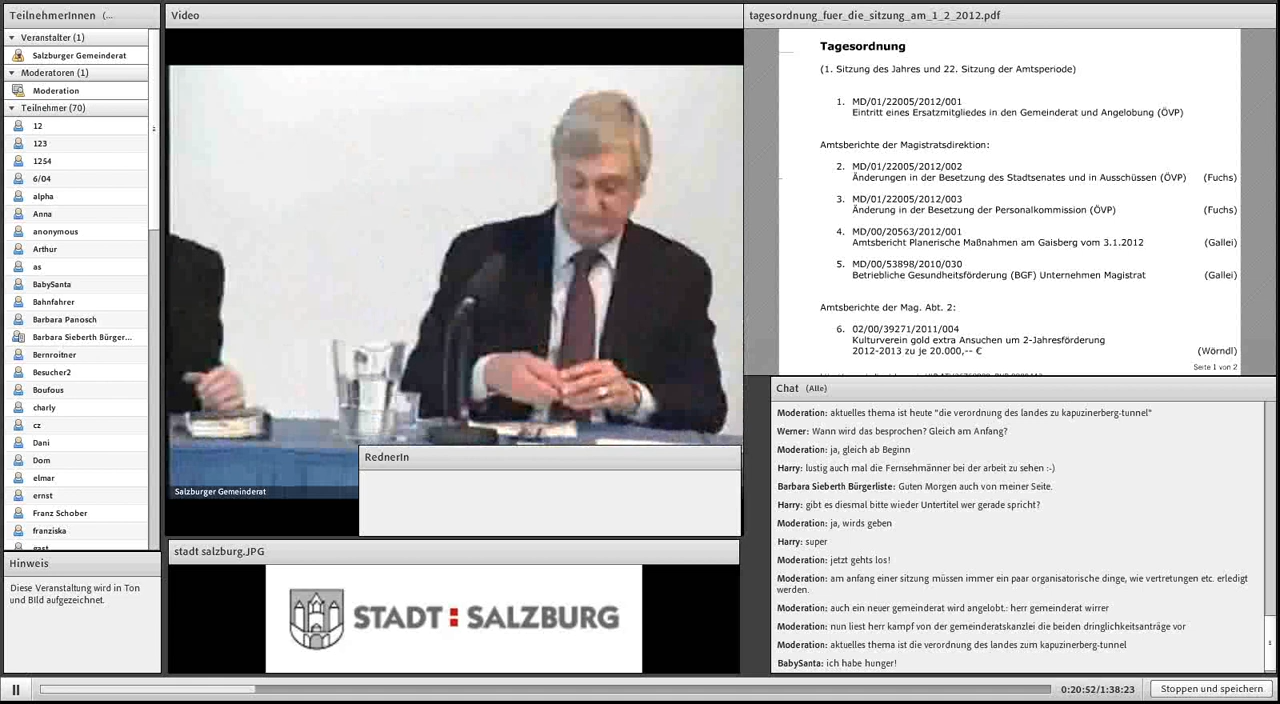 TeilnehmerInnen (...
Veranstalter (1)
Salzburger Gemeinderat
Moderatoren (1)
Moderation
Teilnehmer (70)
12
123
1254
6/04
alpha
Anna
anonymous
Arthur
as
BabySanta
Bahnfahrer
Barbara Panosch
Barbara Sieberth Bürger...
Bernroitner
Besucher2
Boufous
charly
cz
Dani
Dom
elmar
ernst
Franz Schober
franziska
gast
Hinweis
Diese Veranstaltung wird in Ton
und BIld aufgezeichnet.
Video
Salzburger Gemeinderat
RednerIn
stadt salzburg.JPG
STADT : SALZBURG
tagesordnung_fuer_die_sitzung_am_1_2_2012.pdf
Tagesordnung
(1. Sitzung des Jahres und 22. Sitzung der Amtsperiode)
1. MD/01/22005/2012/001
Eintritt eines Ersatzmitgliedes in den Gemeinderat und Angelobung (ÖVP)
Amtsberichte der Magistratsdirektion:
2. MD/01/22005/2012/002
Änderungen in der Besetzung des Stadtsenates und in Ausschüssen (ÖVP) (Fuchs)
3. MD/01/22005/2012/003
Änderung in der Besetzung der Personalkommission (ÖVP) (Fuchs)
4. MD/00/20563/2012/001
Amtsbericht Planerische Maßnahmen am Gaisberg vom 3.1.2012 (Gallei)
5. MD/00/53898/2010/030
Betriebliche Gesundheitsförderung (BGF) Unternehmen Magistrat (Gallei)
Amtsberichte der Mag. Abt. 2:
6. 02/00/39271/2011/004
Kulturverein gold extra Ansuchen um 2-Jahresförderung
2012-2013 zu je 20.000,-- € (Wörndl)
Seite 1 von 2
Chat (Alle)
Moderation: aktuelles thema ist heute "die verordnung des landes zu kapuzinerberg-tunnel"
Werner: Wann wird das besprochen? Gleich am Anfang?
Moderation: ja, gleich ab Beginn
Harry: lustig auch mal die Fernsehmänner bei der arbeit zu sehen :-)
Barbara Sieberth Bürgerliste: Guten Morgen auch von meiner Seite.
Harry: gibt es diesmal bitte wieder Untertitel wer gerade spricht?
Moderation: ja, wirds geben
Harry: super
Moderation: jetzt gehts los!
Moderation: am anfang einer sitzung müssen immer ein paar organisatorische dinge, wie vertretungen etc. erledigt
werden.
Moderation: auch ein neuer gemeinderat wird angelobt.: herr gemeinderat wirrer
Moderation: nun liest herr kampf von der gemeinderatskanzlei die beiden dringlichkeitsanträge vor
Moderation: aktuelles thema ist die verordnung des landes zum kapuzinerberg-tunnel
BabySanta: ich habe hunger!
0:20:52/1:38:23
Stoppen und speichern